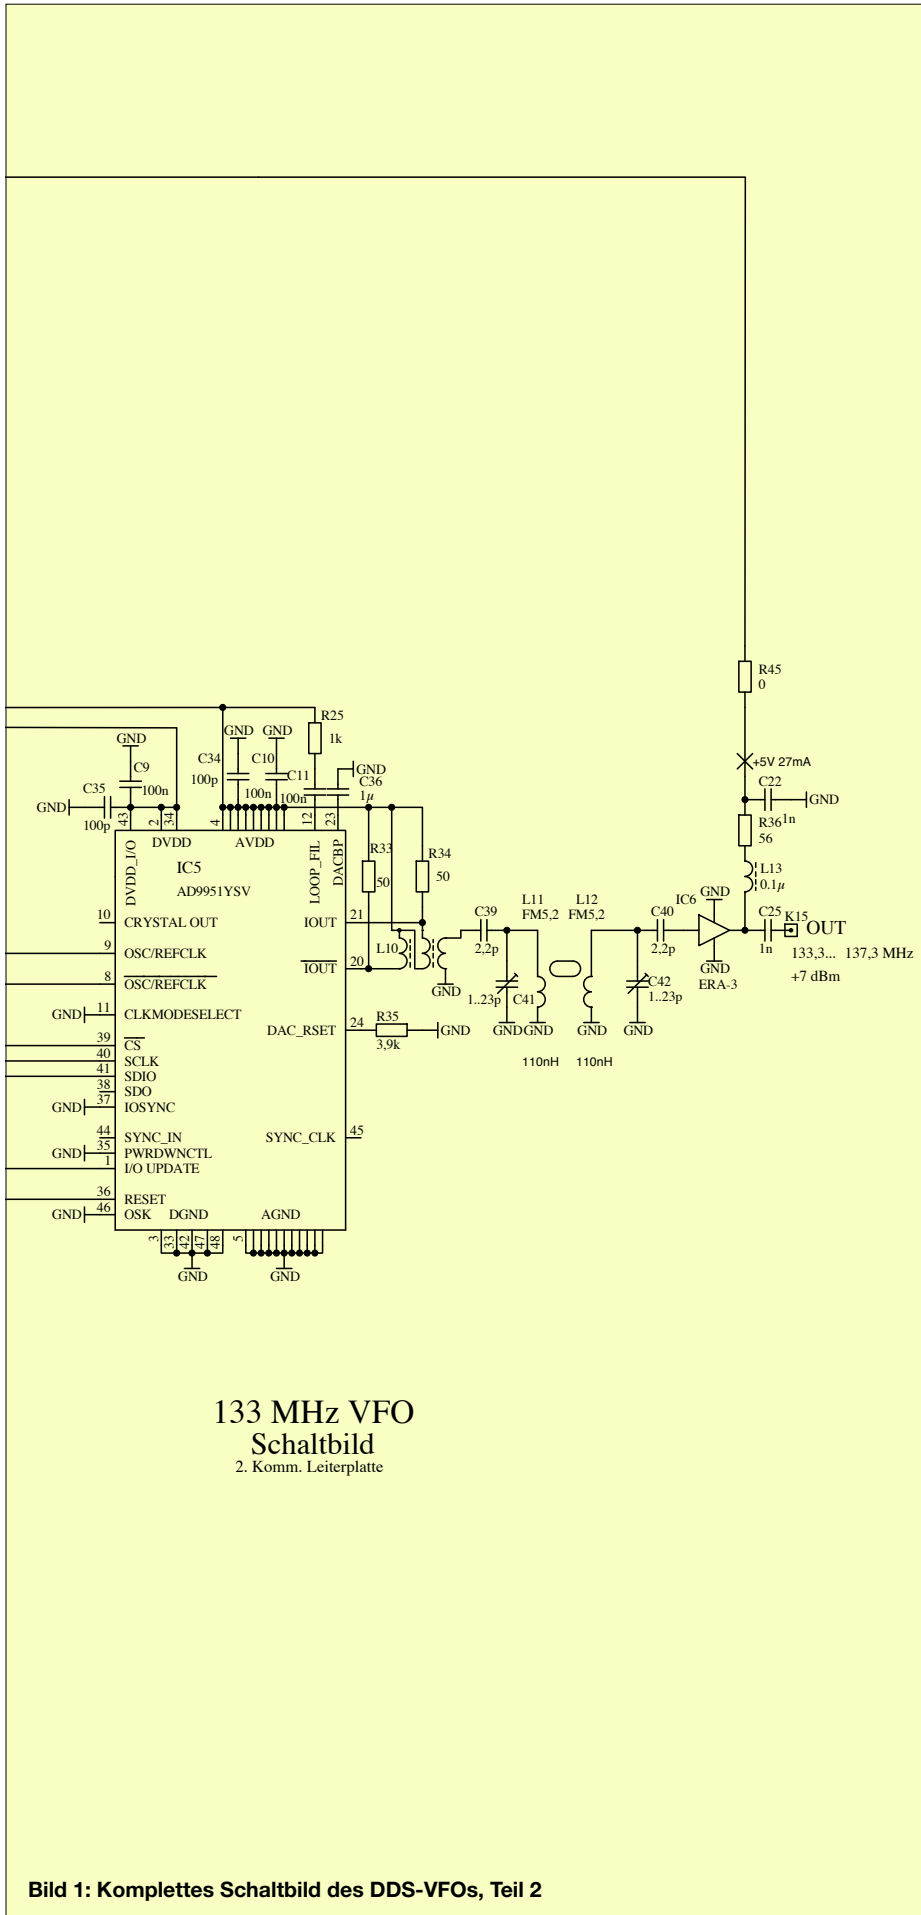 R45
0
R25
1k
GND
GND
GND
C34
100p
C10
100n
C11
100n
GND
C36
1µ
+5V 27mA
C9
100n
C35
100p
GND
C22
1n
GND
R36
56
43
2
34
4
12
23
DVDD_I/O
DVDD
AVDD
LOOP_FIL
DACBP
R33
50
R34
50
IC5
AD9951YSV
L13
0.1µ
10
CRYSTAL OUT
IOUT
21
L11
FM5,2
L12
FM5,2
IC6
GND
C39
2,2p
C40
2,2p
C25
1n
K15
OUT
9
OSC/REFCLK
L10
GND
ERA-3
133,3... 137,3 MHz
+7 dBm
8
OSC/REFCLK
IOUT
20
GND
1..23p
C41
C42
1..23p
GND
11
CLKMODESELECT
DAC_RSET
24
R35
3,9k
GND
GND
GND
GND
GND
39
CS
40
SCLK
41
SDIO
38
SDO
GND
37
IOSYNC
110nH
110nH
44
SYNC_IN
SYNC_CLK
45
GND
35
PWRDWNCTL
1
I/O UPDATE
36
RESET
GND
46
OSK
DGND
AGND
3
33
42
47
48
5
GND
GND
133 MHz VFO
Schaltbild
2. Komm. Leiterplatte
Bild 1: Komplettes Schaltbild des DDS-VFOs, Teil 2